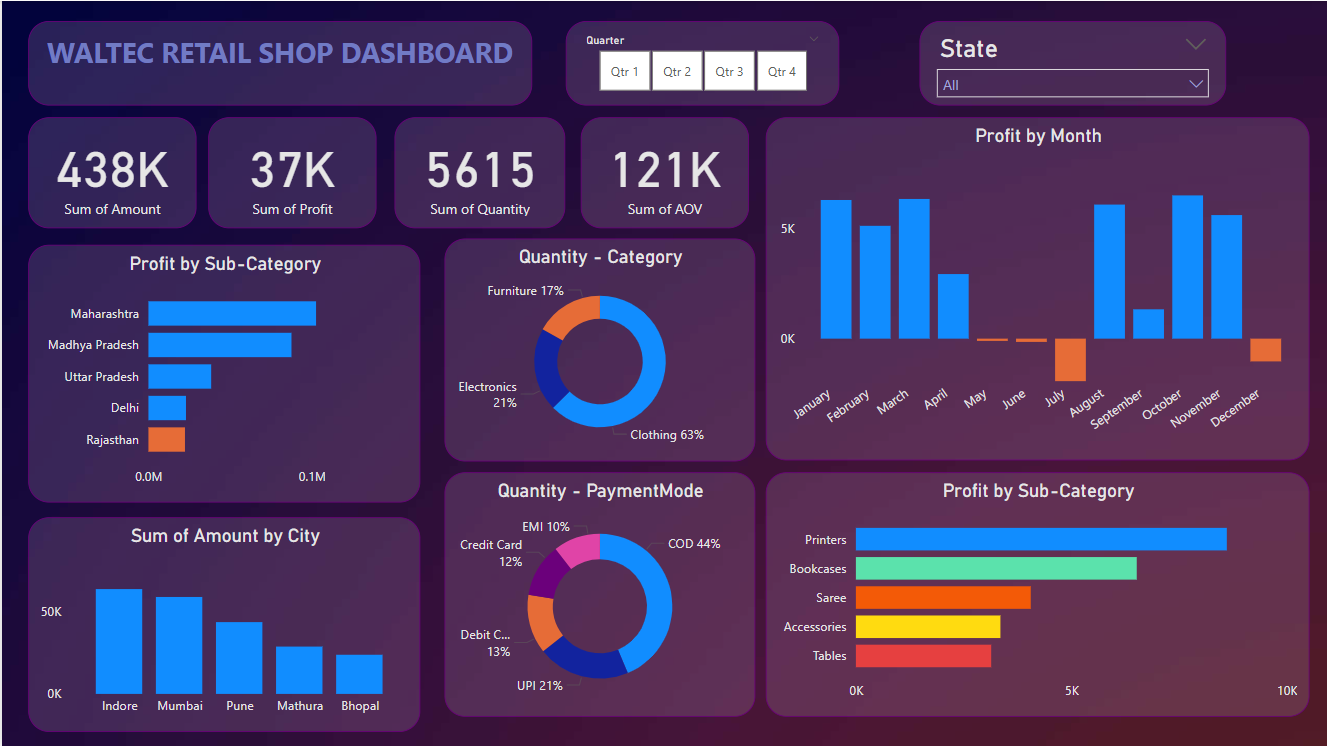 WALTEC RETAIL SHOP DASHBOARD
Quarter
Qtr 1
Qtr 2
Qtr 3
Qtr 4
State
All
438K
Sum of Amount
37K
Sum of Profit
5615
Sum of Quantity
121K
Sum of AOV
Profit by Month
5K
0K
January
February
March
April
May
June
July
August
September
October
November
December
Profit by Sub-Category
Maharashtra
Madhya Pradesh
Uttar Pradesh
Delhi
Rajasthan
0.0M
0.1M
Quantity - Category
Furniture 17%
Electronics
21%
Clothing 63%
Sum of Amount by City
50K
0K
Indore
Mumbai
Pune
Mathura
Bhopal
Quantity - PaymentMode
EMI 10%
COD 44%
Credit Card
12%
Debit C...
13%
UPI 21%
Profit by Sub-Category
Printers
Bookcases
Saree
Accessories
Tables
0K
5K
10K